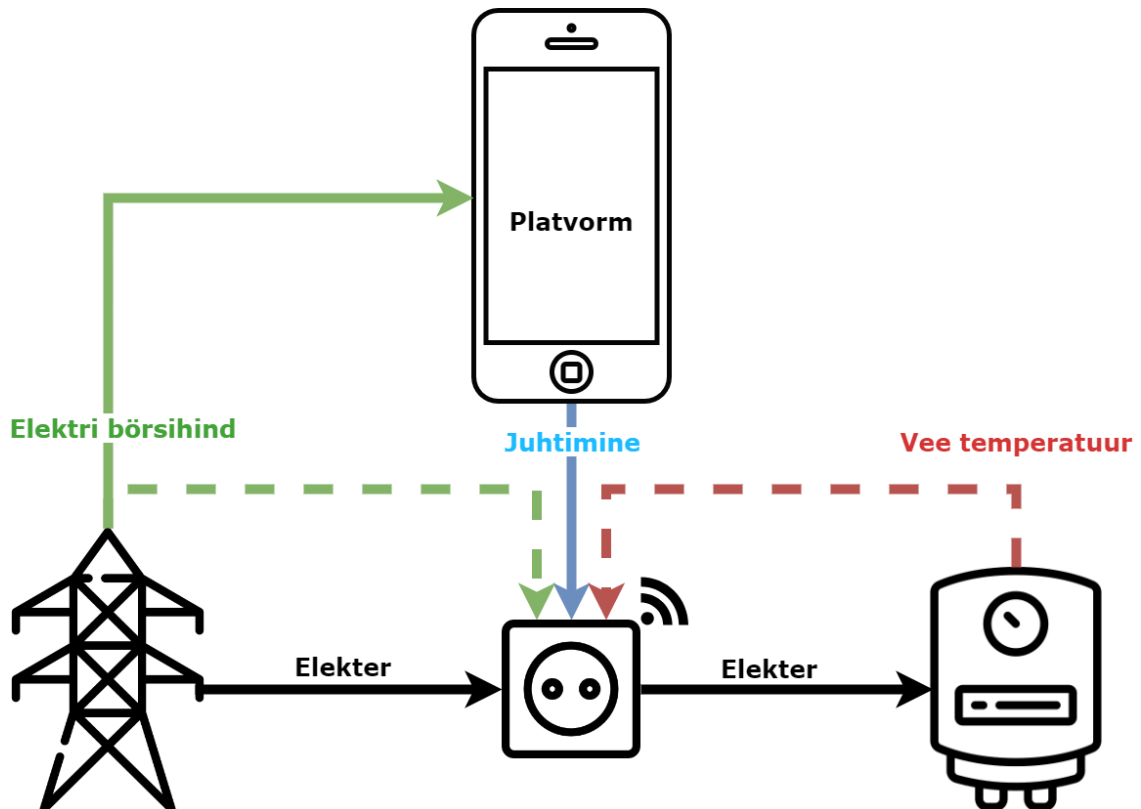 Platvorm
Elektri börsihind
Juhtimine
Vee temperatuur
Elekter
Elekter